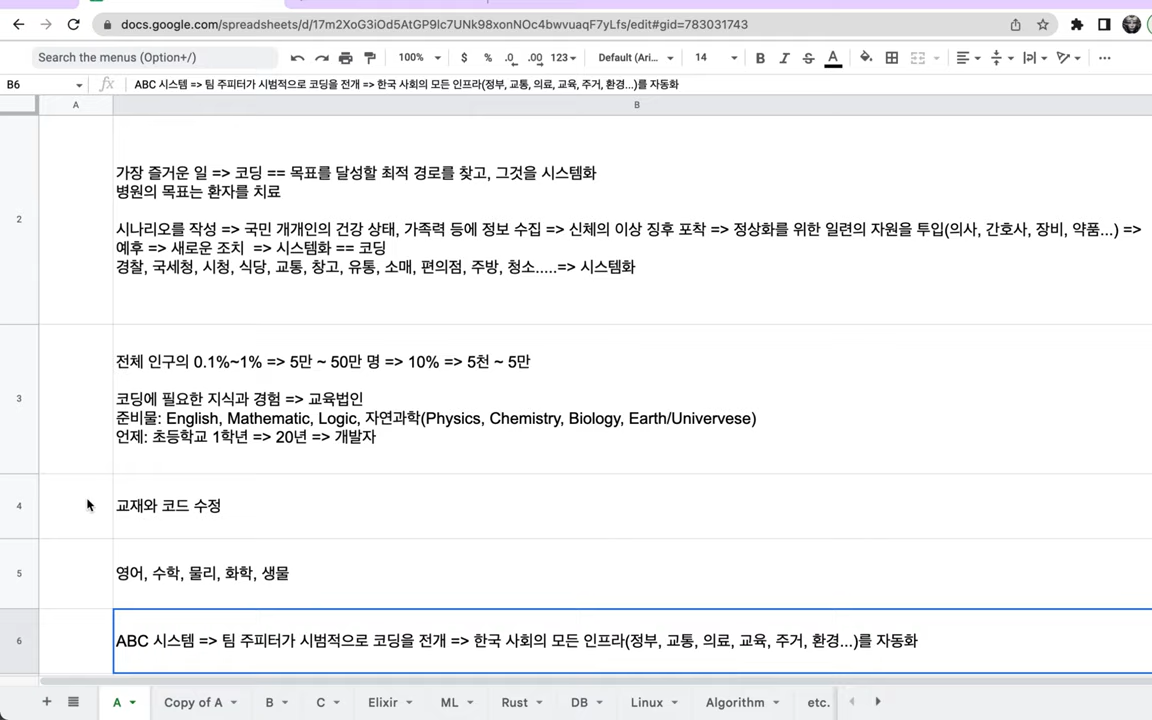 docs.google.com/spreadsheets/d/17m2XoG3iOd5AtGP9lc7UNk98xonNOc4bwvuaqF7yLfs/edit#gid=783031743
Search the menus (Option+/) 100% $ % .0 .00 123 Default (Ari... 14 B I S A
B6 fx ABC 시스템 => 팀 주피터가 시범적으로 코딩을 전개 => 한국 사회의 모든 인프라(정부, 교통, 의료, 교육, 주거, 환경...)를 자동화
A B
2
가장 즐거운 일 => 코딩 == 목표를 달성할 최적 경로를 찾고, 그것을 시스템화
병원의 목표는 환자를 치료
시나리오를 작성 => 국민 개개인의 건강 상태, 가족력 등에 정보 수집 => 신체의 이상 징후 포착 => 정상화를 위한 일련의 자원을 투입(의사, 간호사, 장비, 약품...) =>
예후 => 새로운 조치 => 시스템화 == 코딩
경찰, 국세청, 시청, 식당, 교통, 창고, 유통, 소매, 편의점, 주방, 청소.....=> 시스템화
3
전체 인구의 0.1%~1% => 5만 ~ 50만 명 => 10% => 5천 ~ 5만
코딩에 필요한 지식과 경험 => 교육법인
준비물: English, Mathematic, Logic, 자연과학(Physics, Chemistry, Biology, Earth/Univervese)
언제: 초등학교 1학년 => 20년 => 개발자
4 교재와 코드 수정
5 영어, 수학, 물리, 화학, 생물
6 ABC 시스템 => 팀 주피터가 시범적으로 코딩을 전개 => 한국 사회의 모든 인프라(정부, 교통, 의료, 교육, 주거, 환경...)를 자동화
A Copy of A B C Elixir ML Rust DB Linux Algorithm etc.